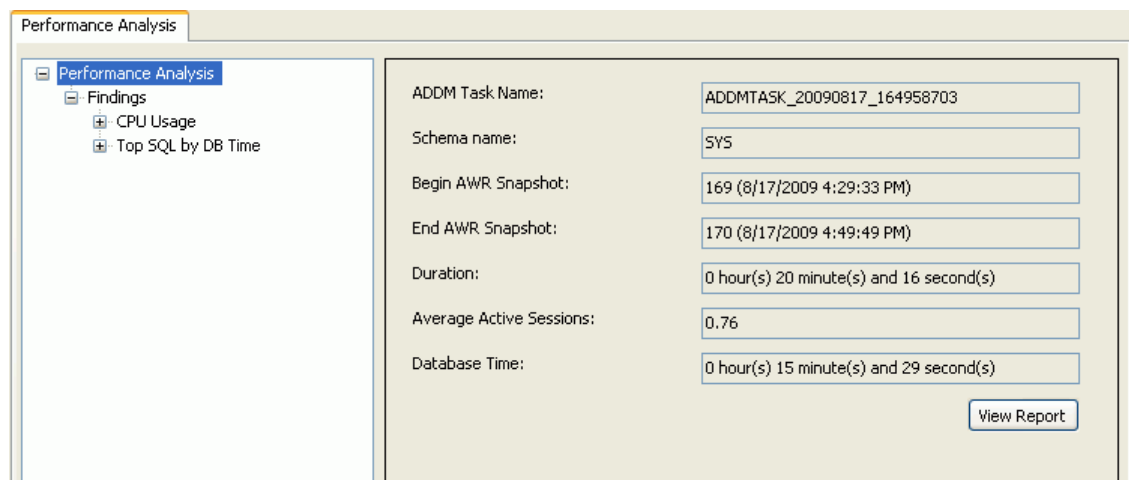 Performance Analysis
Performance Analysis
Findings
CPU Usage
Top SQL by DB Time
ADDM Task Name: ADDMTASK_20090817_164958703
Schema name: SYS
Begin AWR Snapshot: 169 (8/17/2009 4:29:33 PM)
End AWR Snapshot: 170 (8/17/2009 4:49:49 PM)
Duration: 0 hour(s) 20 minute(s) and 16 second(s)
Average Active Sessions: 0.76
Database Time: 0 hour(s) 15 minute(s) and 29 second(s)
View Report